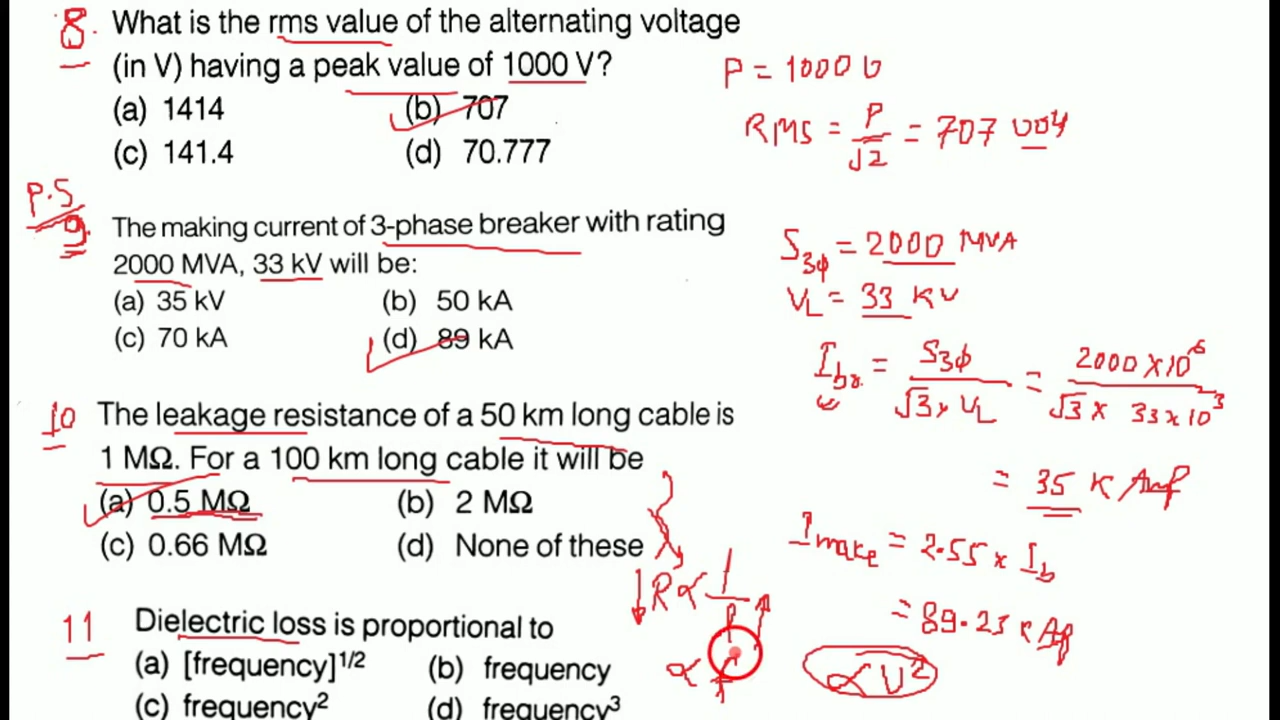 8. What is the rms value of the alternating voltage
(in V) having a peak value of 1000 V?
(a) 1414 (b) 707
(c) 141.4 (d) 70.777
P = 1000 V
RMS = P/√2 = 707 volt
P.S
9. The making current of 3-phase breaker with rating
2000 MVA, 33 kV will be:
(a) 35 kV (b) 50 kA
(c) 70 kA (d) 89 kA
S3ϕ = 2000 MVA
VL = 33 KV
Ibr = S3ϕ/√3 × VL = 2000 × 10^6/√3 × 33 × 10^3
= 35 K Amp
Imake = 2.55 × Ib
= 89.25 K Amp
10 The leakage resistance of a 50 km long cable is
1 MΩ. For a 100 km long cable it will be
(a) 0.5 MΩ (b) 2 MΩ
(c) 0.66 MΩ (d) None of these
↓R ∝ 1/l ↑
11 Dielectric loss is proportional to
(a) [frequency]^1/2 (b) frequency
(c) frequency² (d) frequency³
∝ f
∝ V²